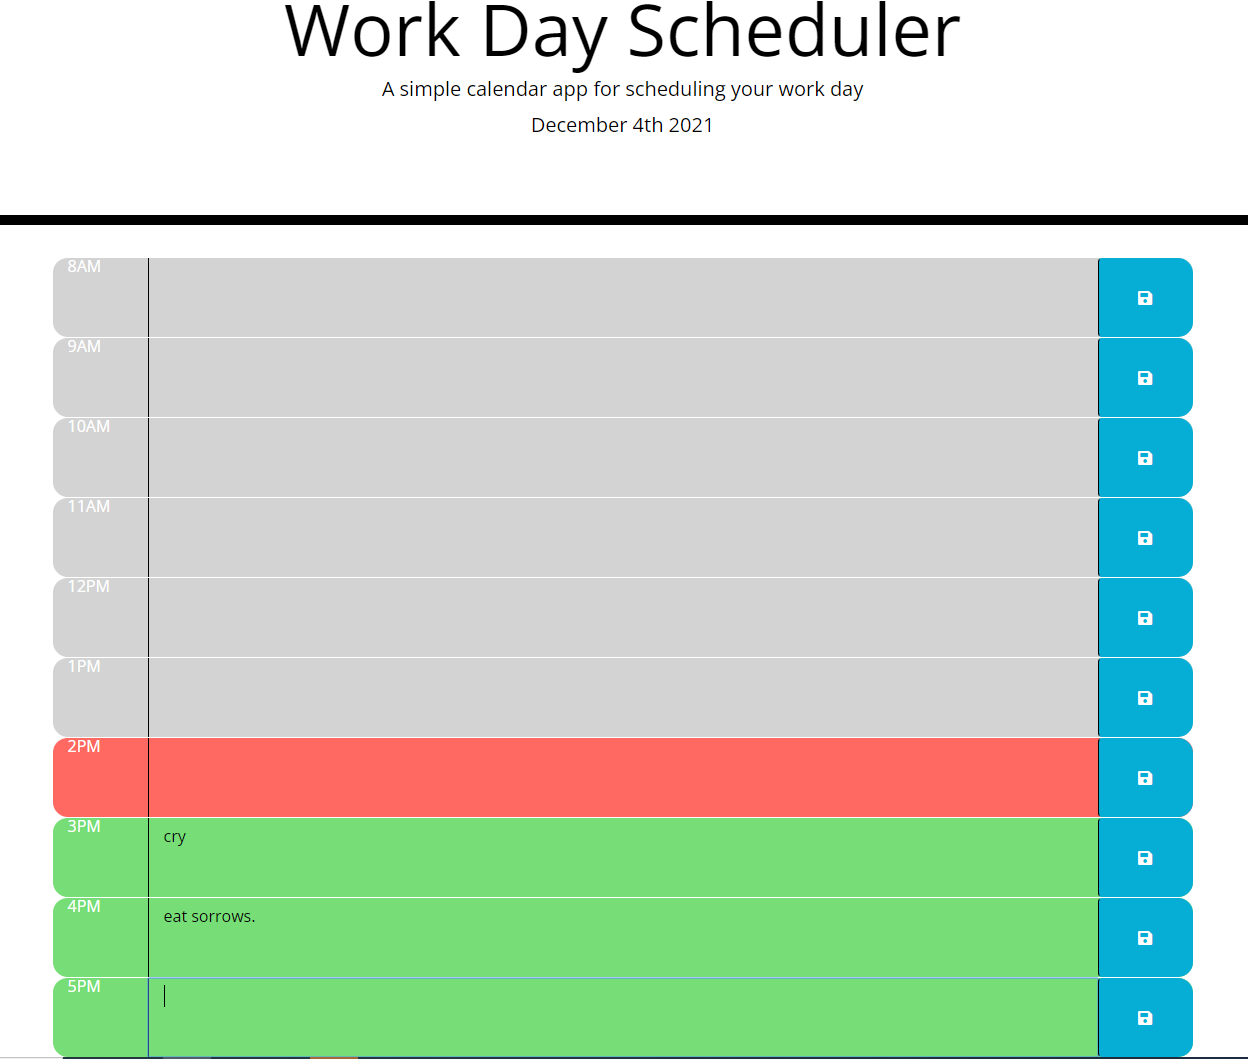 Work Day Scheduler
A simple calendar app for scheduling your work day
December 4th 2021
8AM
9AM
10AM
11AM
12PM
1PM
2PM
3PM cry
4PM eat sorrows.
5PM